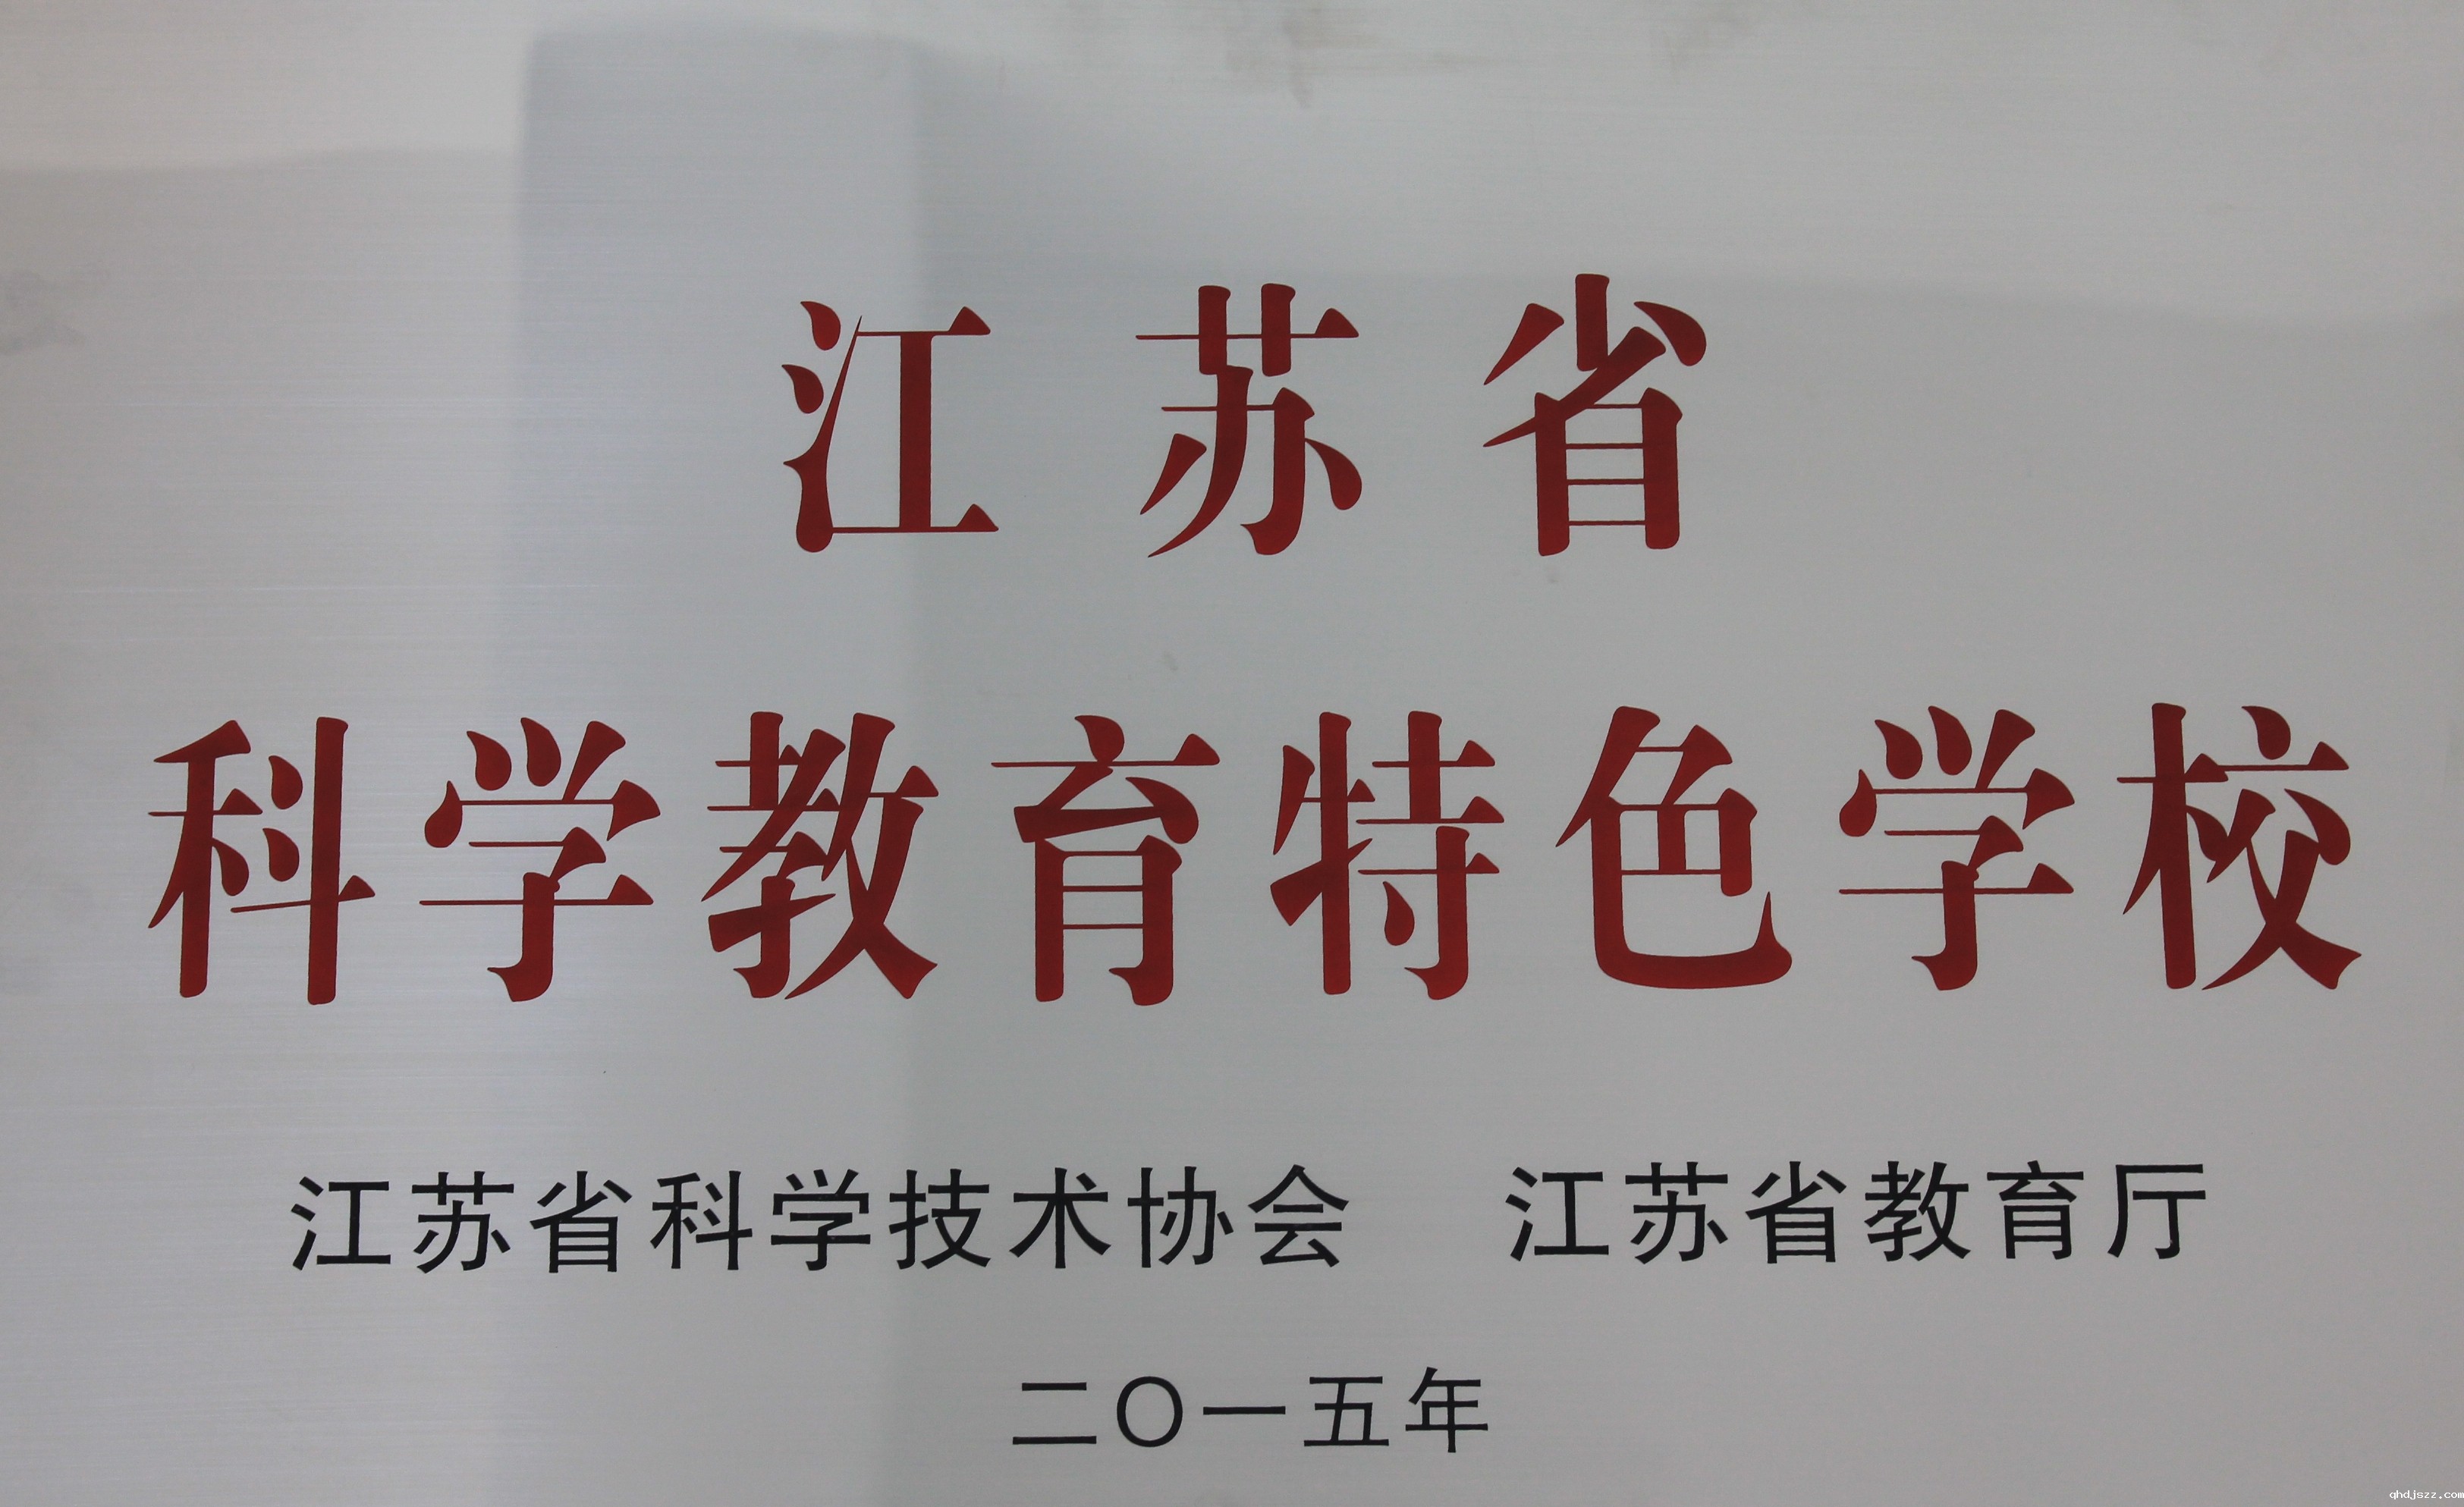 江苏省
科学教育特色学校
江苏省科学技术协会 江苏省教育厅
二〇一五年
qhdjszz.com